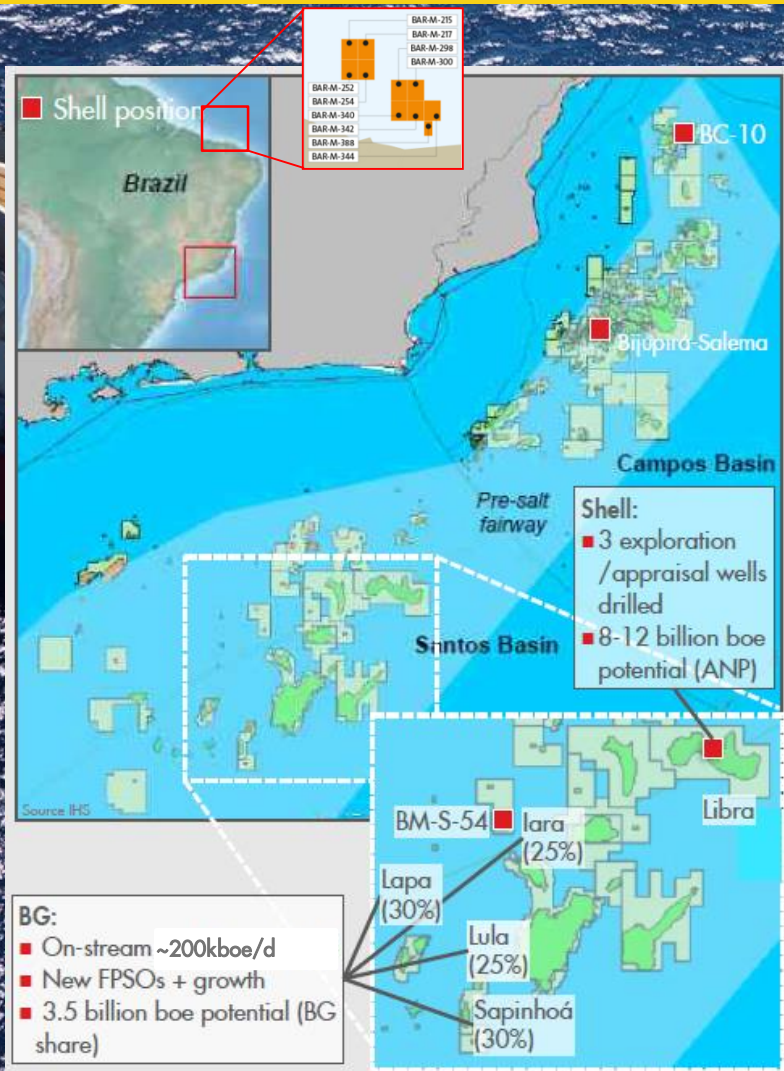 BAR-M-215
BAR-M-217
BAR-M-298
BAR-M-300
BAR-M-252
BAR-M-254
BAR-M-340
BAR-M-342
BAR-M-388
BAR-M-344
Shell position
Brazil
BC-10
Bijupirá-Salema
Campos Basin
Pre-salt
fairway
Shell:
■ 3 exploration
/appraisal wells
drilled
■ 8-12 billion boe
potential (ANP)
Santos Basin
Source IHS
Libra
BM-S-54
Iara
(25%)
Lapa
(30%)
Lula
(25%)
Sapinhoá
(30%)
BG:
■ On-stream ~200kboe/d
■ New FPSOs + growth
■ 3.5 billion boe potential (BG
share)